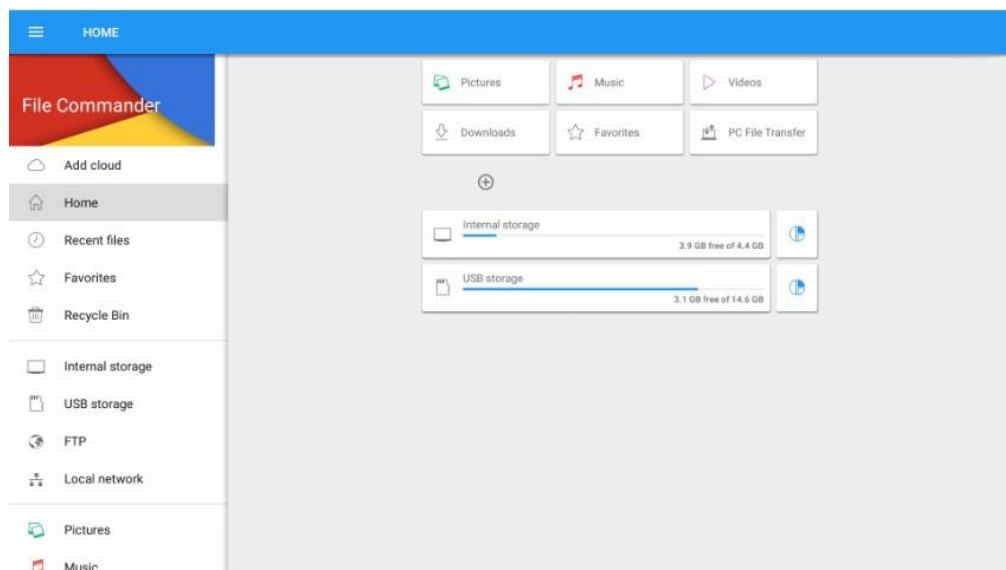 HOME
File Commander
Add cloud
Home
Recent files
Favorites
Recycle Bin
Internal storage
USB storage
FTP
Local network
Pictures
Music
Pictures
Music
Videos
Downloads
Favorites
PC File Transfer
Internal storage
3.9 GB free of 4.4 GB
USB storage
3.1 GB free of 14.6 GB